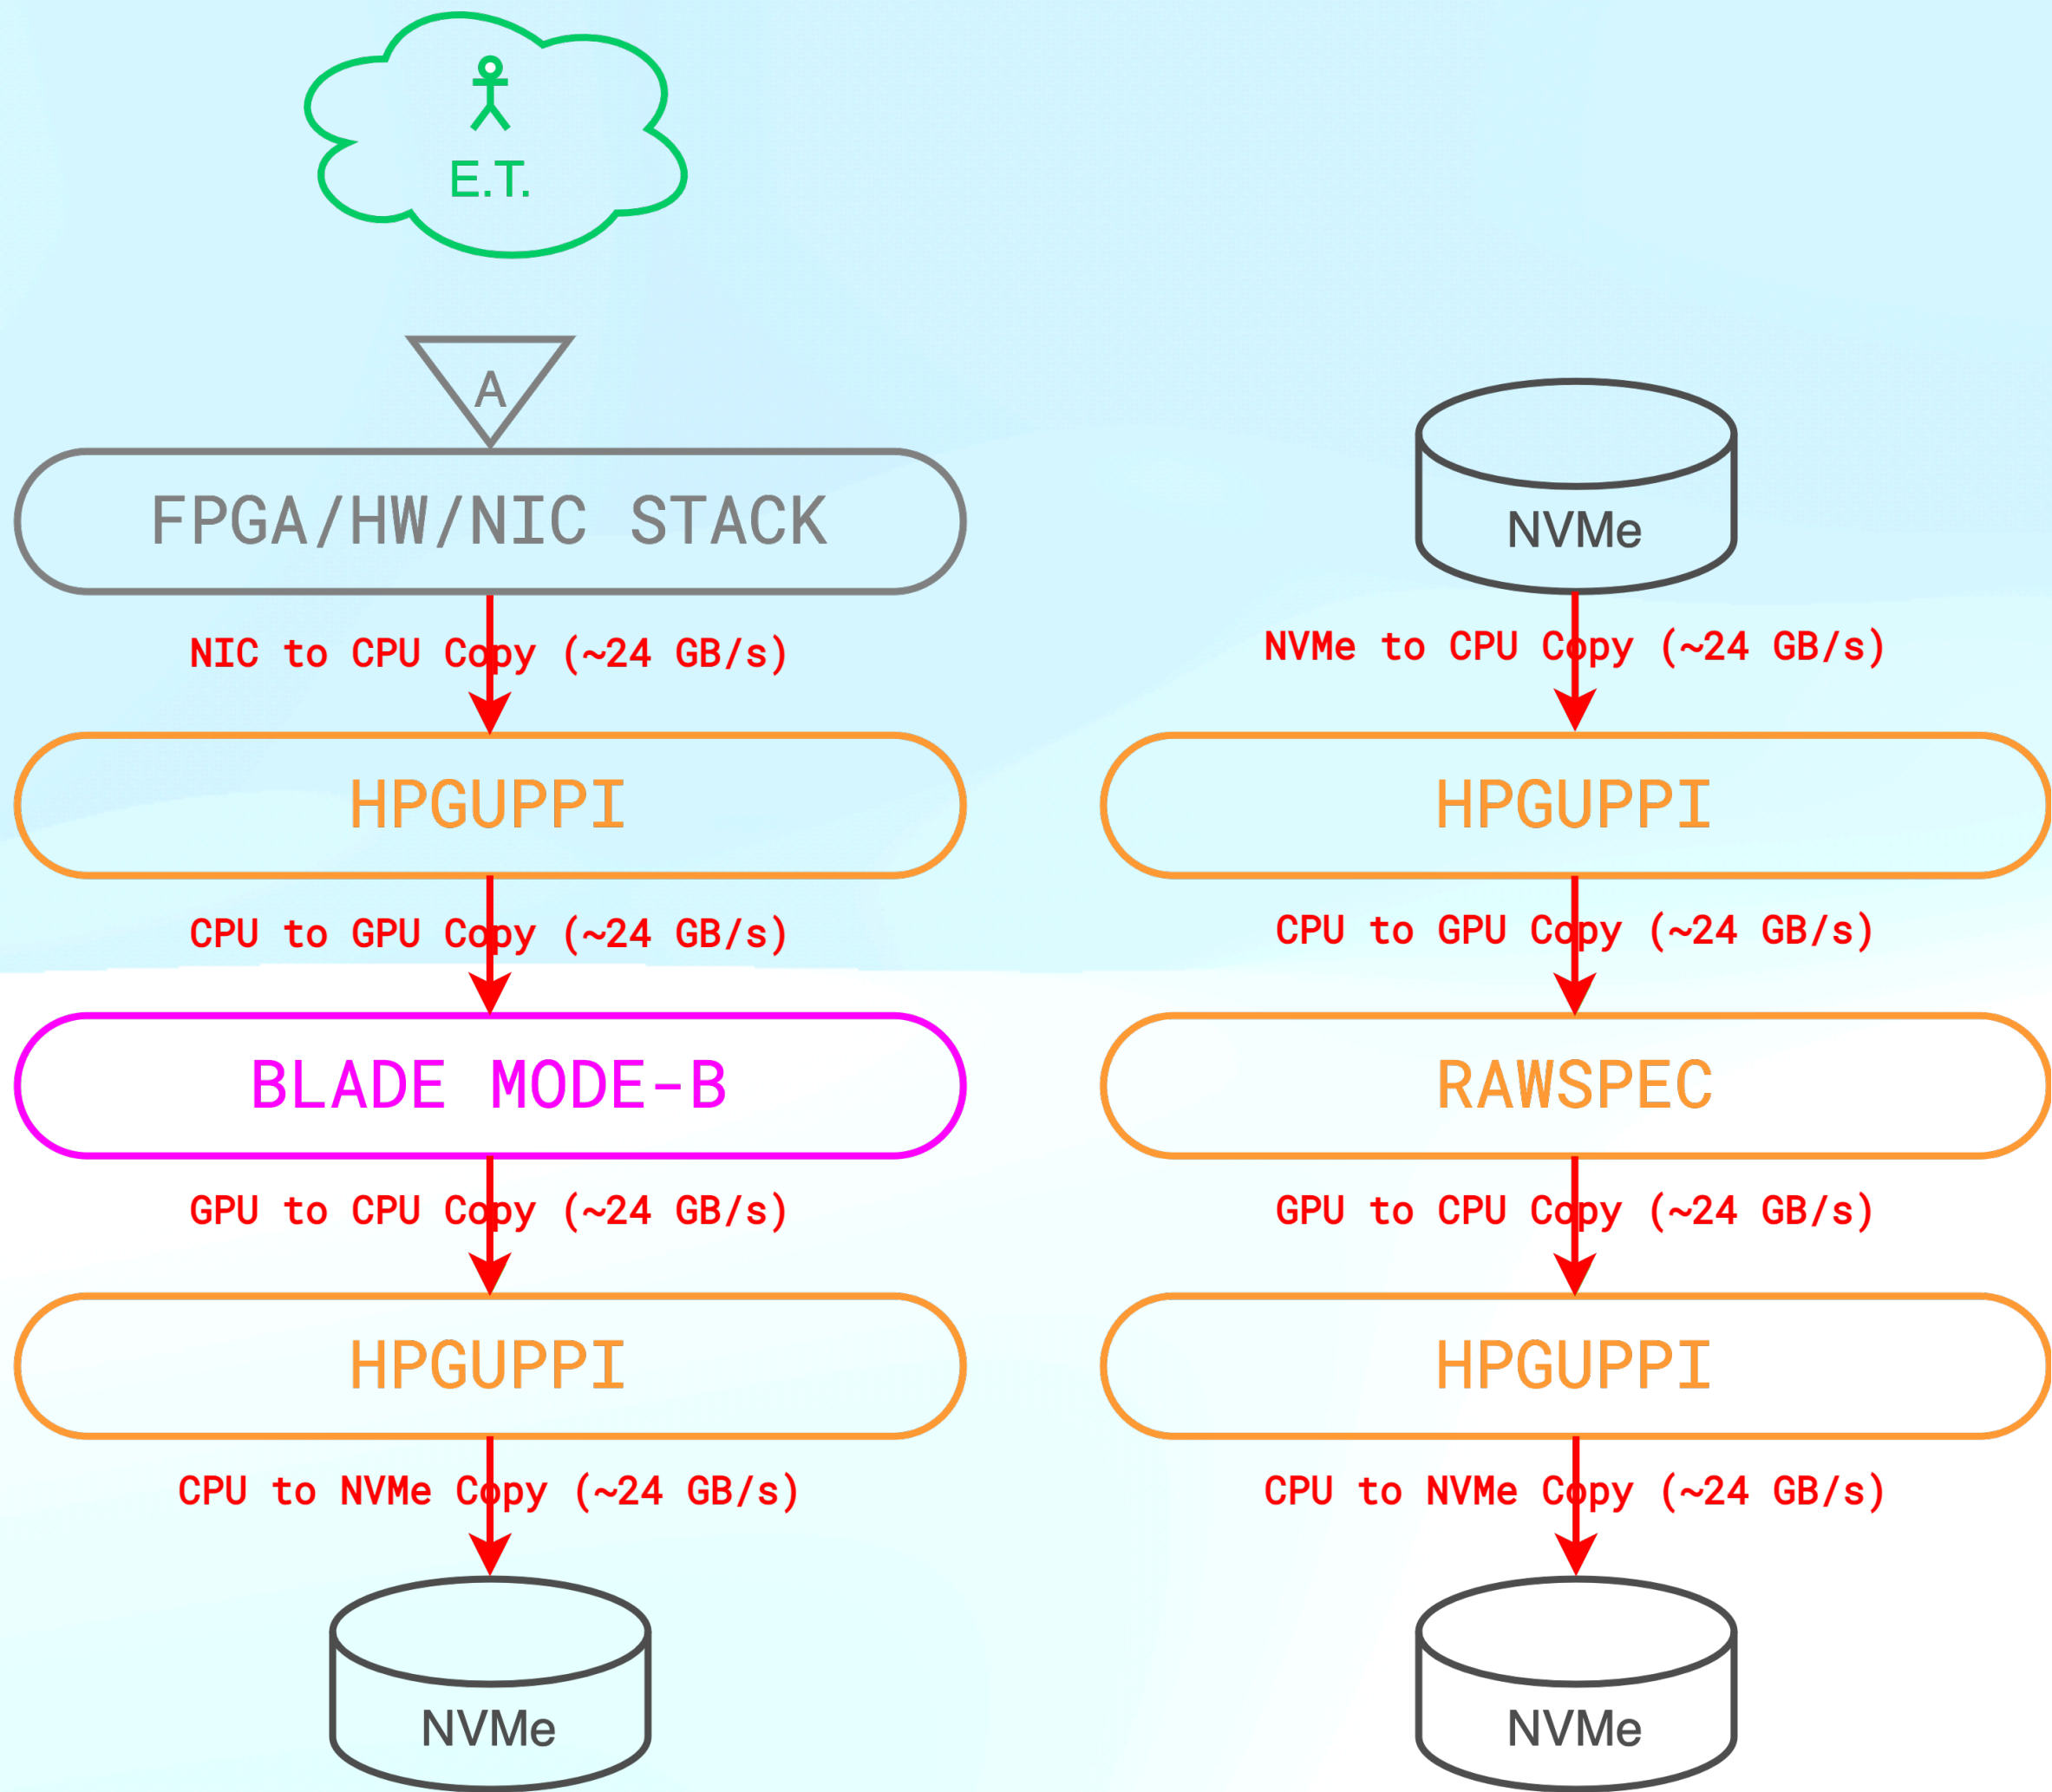 E.T.
A
FPGA/HW/NIC STACK
NIC to CPU Copy (~24 GB/s)
HPGUPPI
CPU to GPU Copy (~24 GB/s)
BLADE MODE-B
GPU to CPU Copy (~24 GB/s)
HPGUPPI
CPU to NVMe Copy (~24 GB/s)
NVMe
NVMe
NVMe to CPU Copy (~24 GB/s)
HPGUPPI
CPU to GPU Copy (~24 GB/s)
RAWSPEC
GPU to CPU Copy (~24 GB/s)
HPGUPPI
CPU to NVMe Copy (~24 GB/s)
NVMe